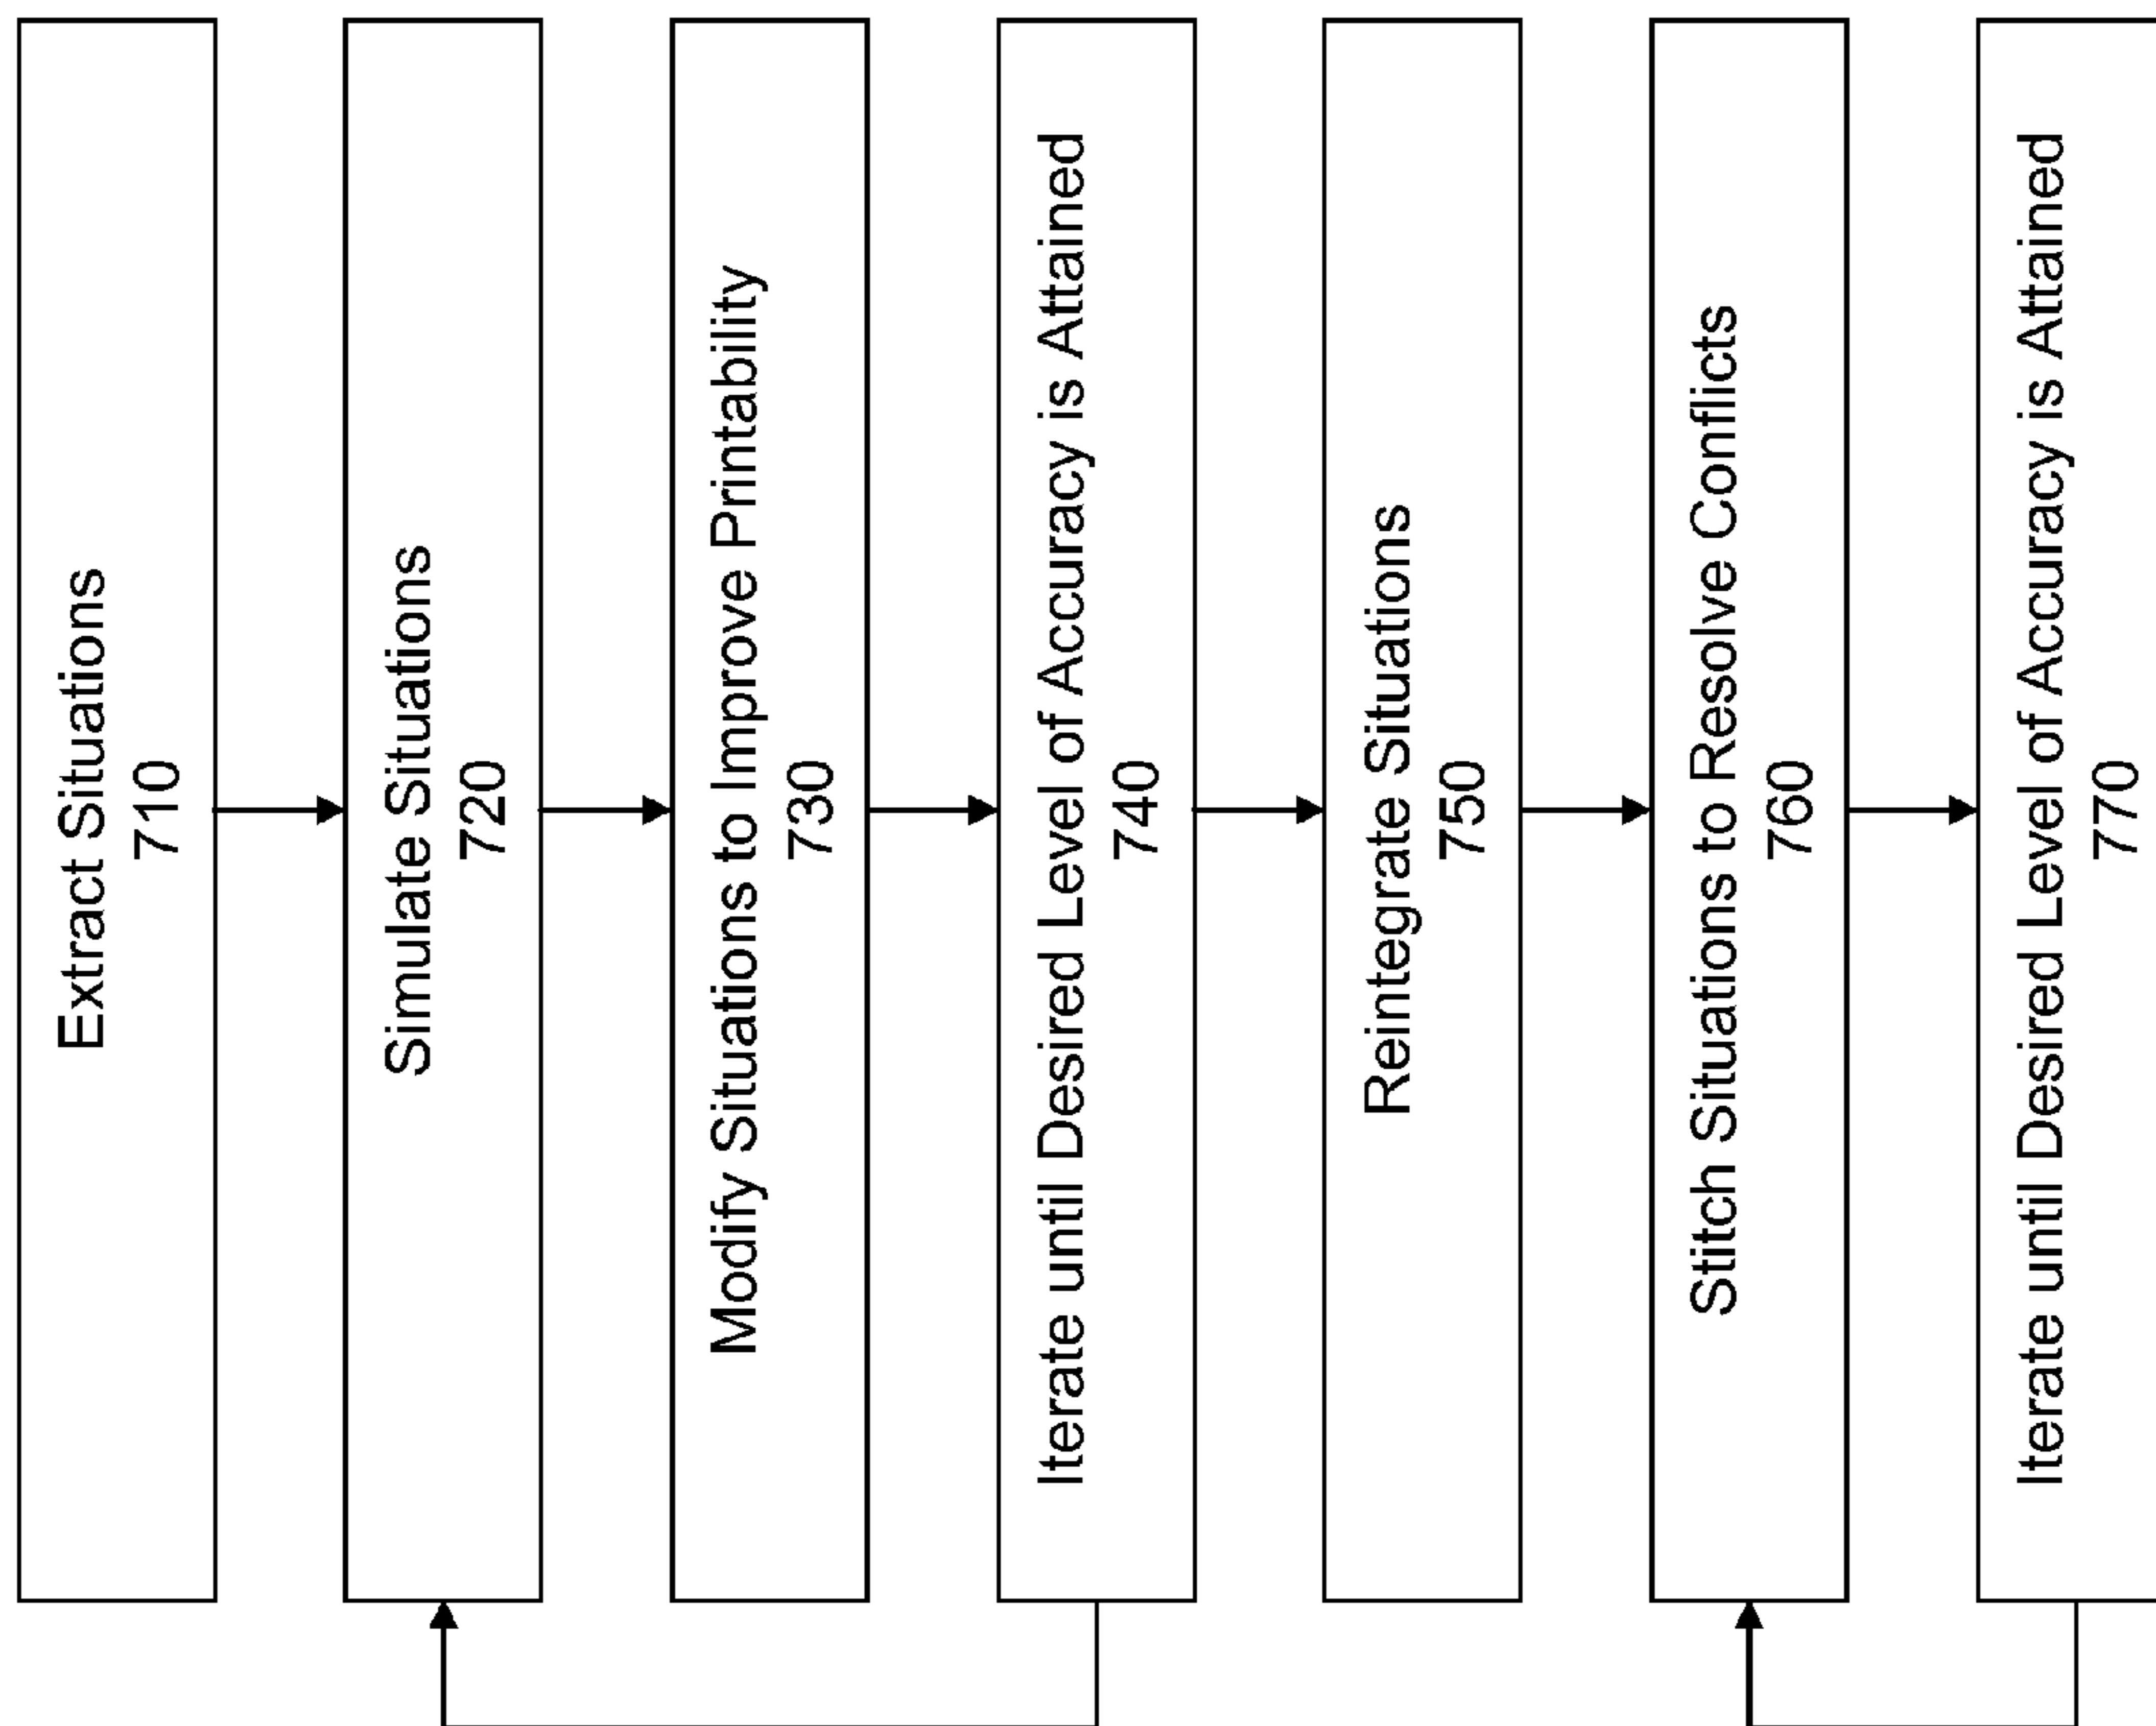 Extract Situations
710
Simulate Situations
720
Modify Situations to Improve Printability
730
Iterate until Desired Level of Accuracy is Attained
740
Reintegrate Situations
750
Stitch Situations to Resolve Conflicts
760
Iterate until Desired Level of Accuracy is Attained
770